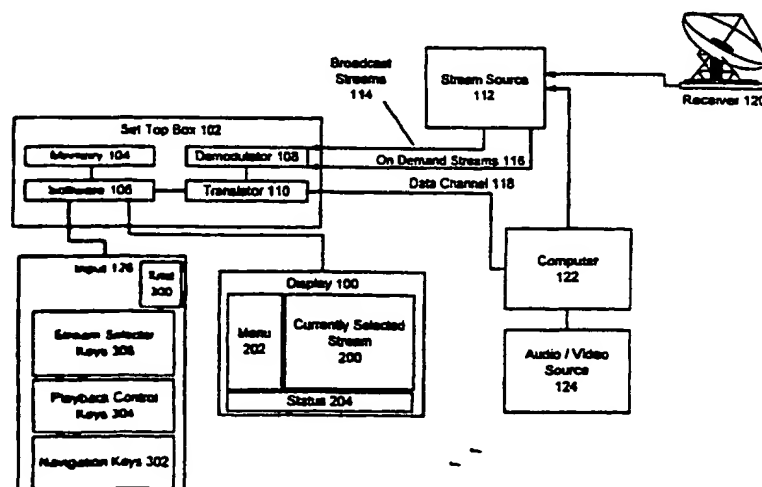 Broadcast
Streams
114
Stream Source
112
Receiver 120
Set Top Box 102
Memory 104
Demodulator 108
On Demand Streams 116
Software 106
Translator 110
Data Channel 118
Input 126
300
Display 100
Computer
122
Stream Selector
Keys 306
Menu
202
Currently Selected
Stream
200
Audio / Video
Source
124
Playback Control
Keys 304
Status 204
Navigation Keys 302